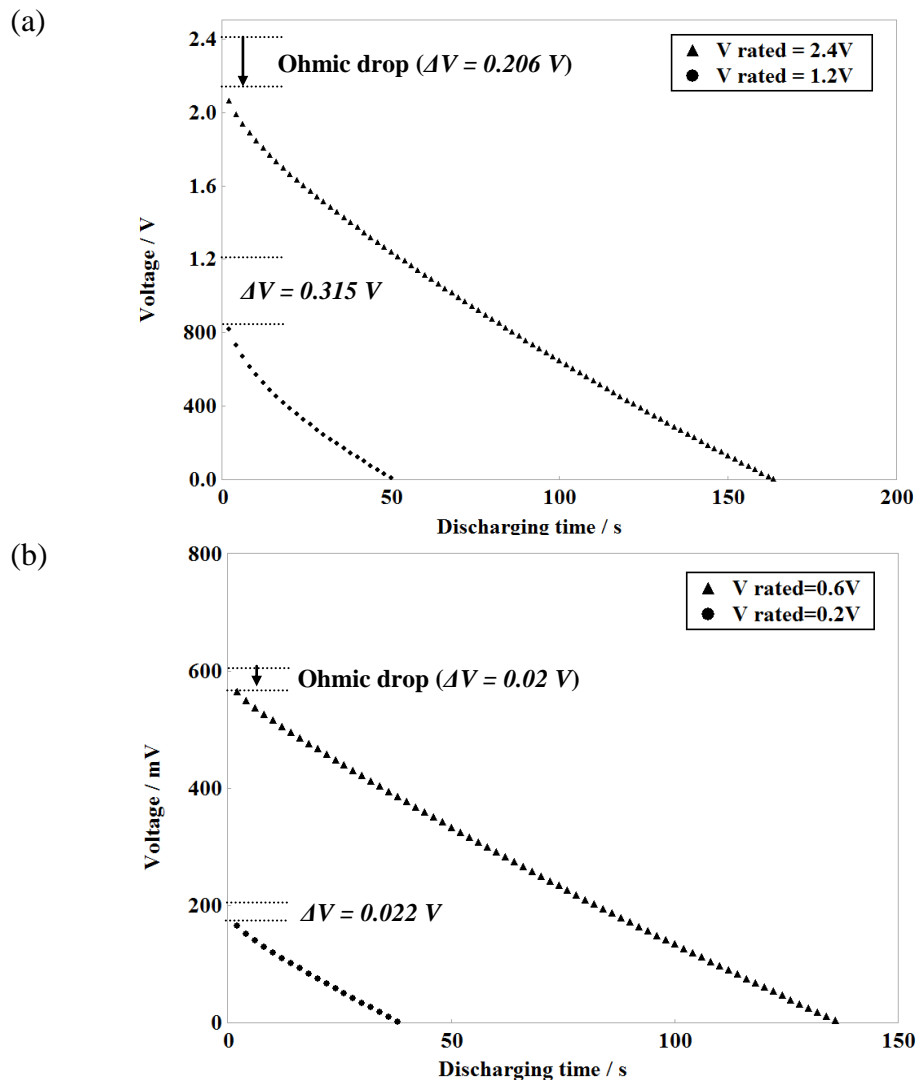 (a)
2.4
Ohmic drop (ΔV = 0.206 V)
V rated = 2.4V
V rated = 1.2V
2.0
1.6
1.2
ΔV = 0.315 V
800
400
0.0
0
50
100
150
200
Voltage / V
Discharging time / s
(b)
800
V rated=0.6V
V rated=0.2V
600
Ohmic drop (ΔV = 0.02 V)
400
200
ΔV = 0.022 V
0
0
50
100
150
Voltage / mV
Discharging time / s